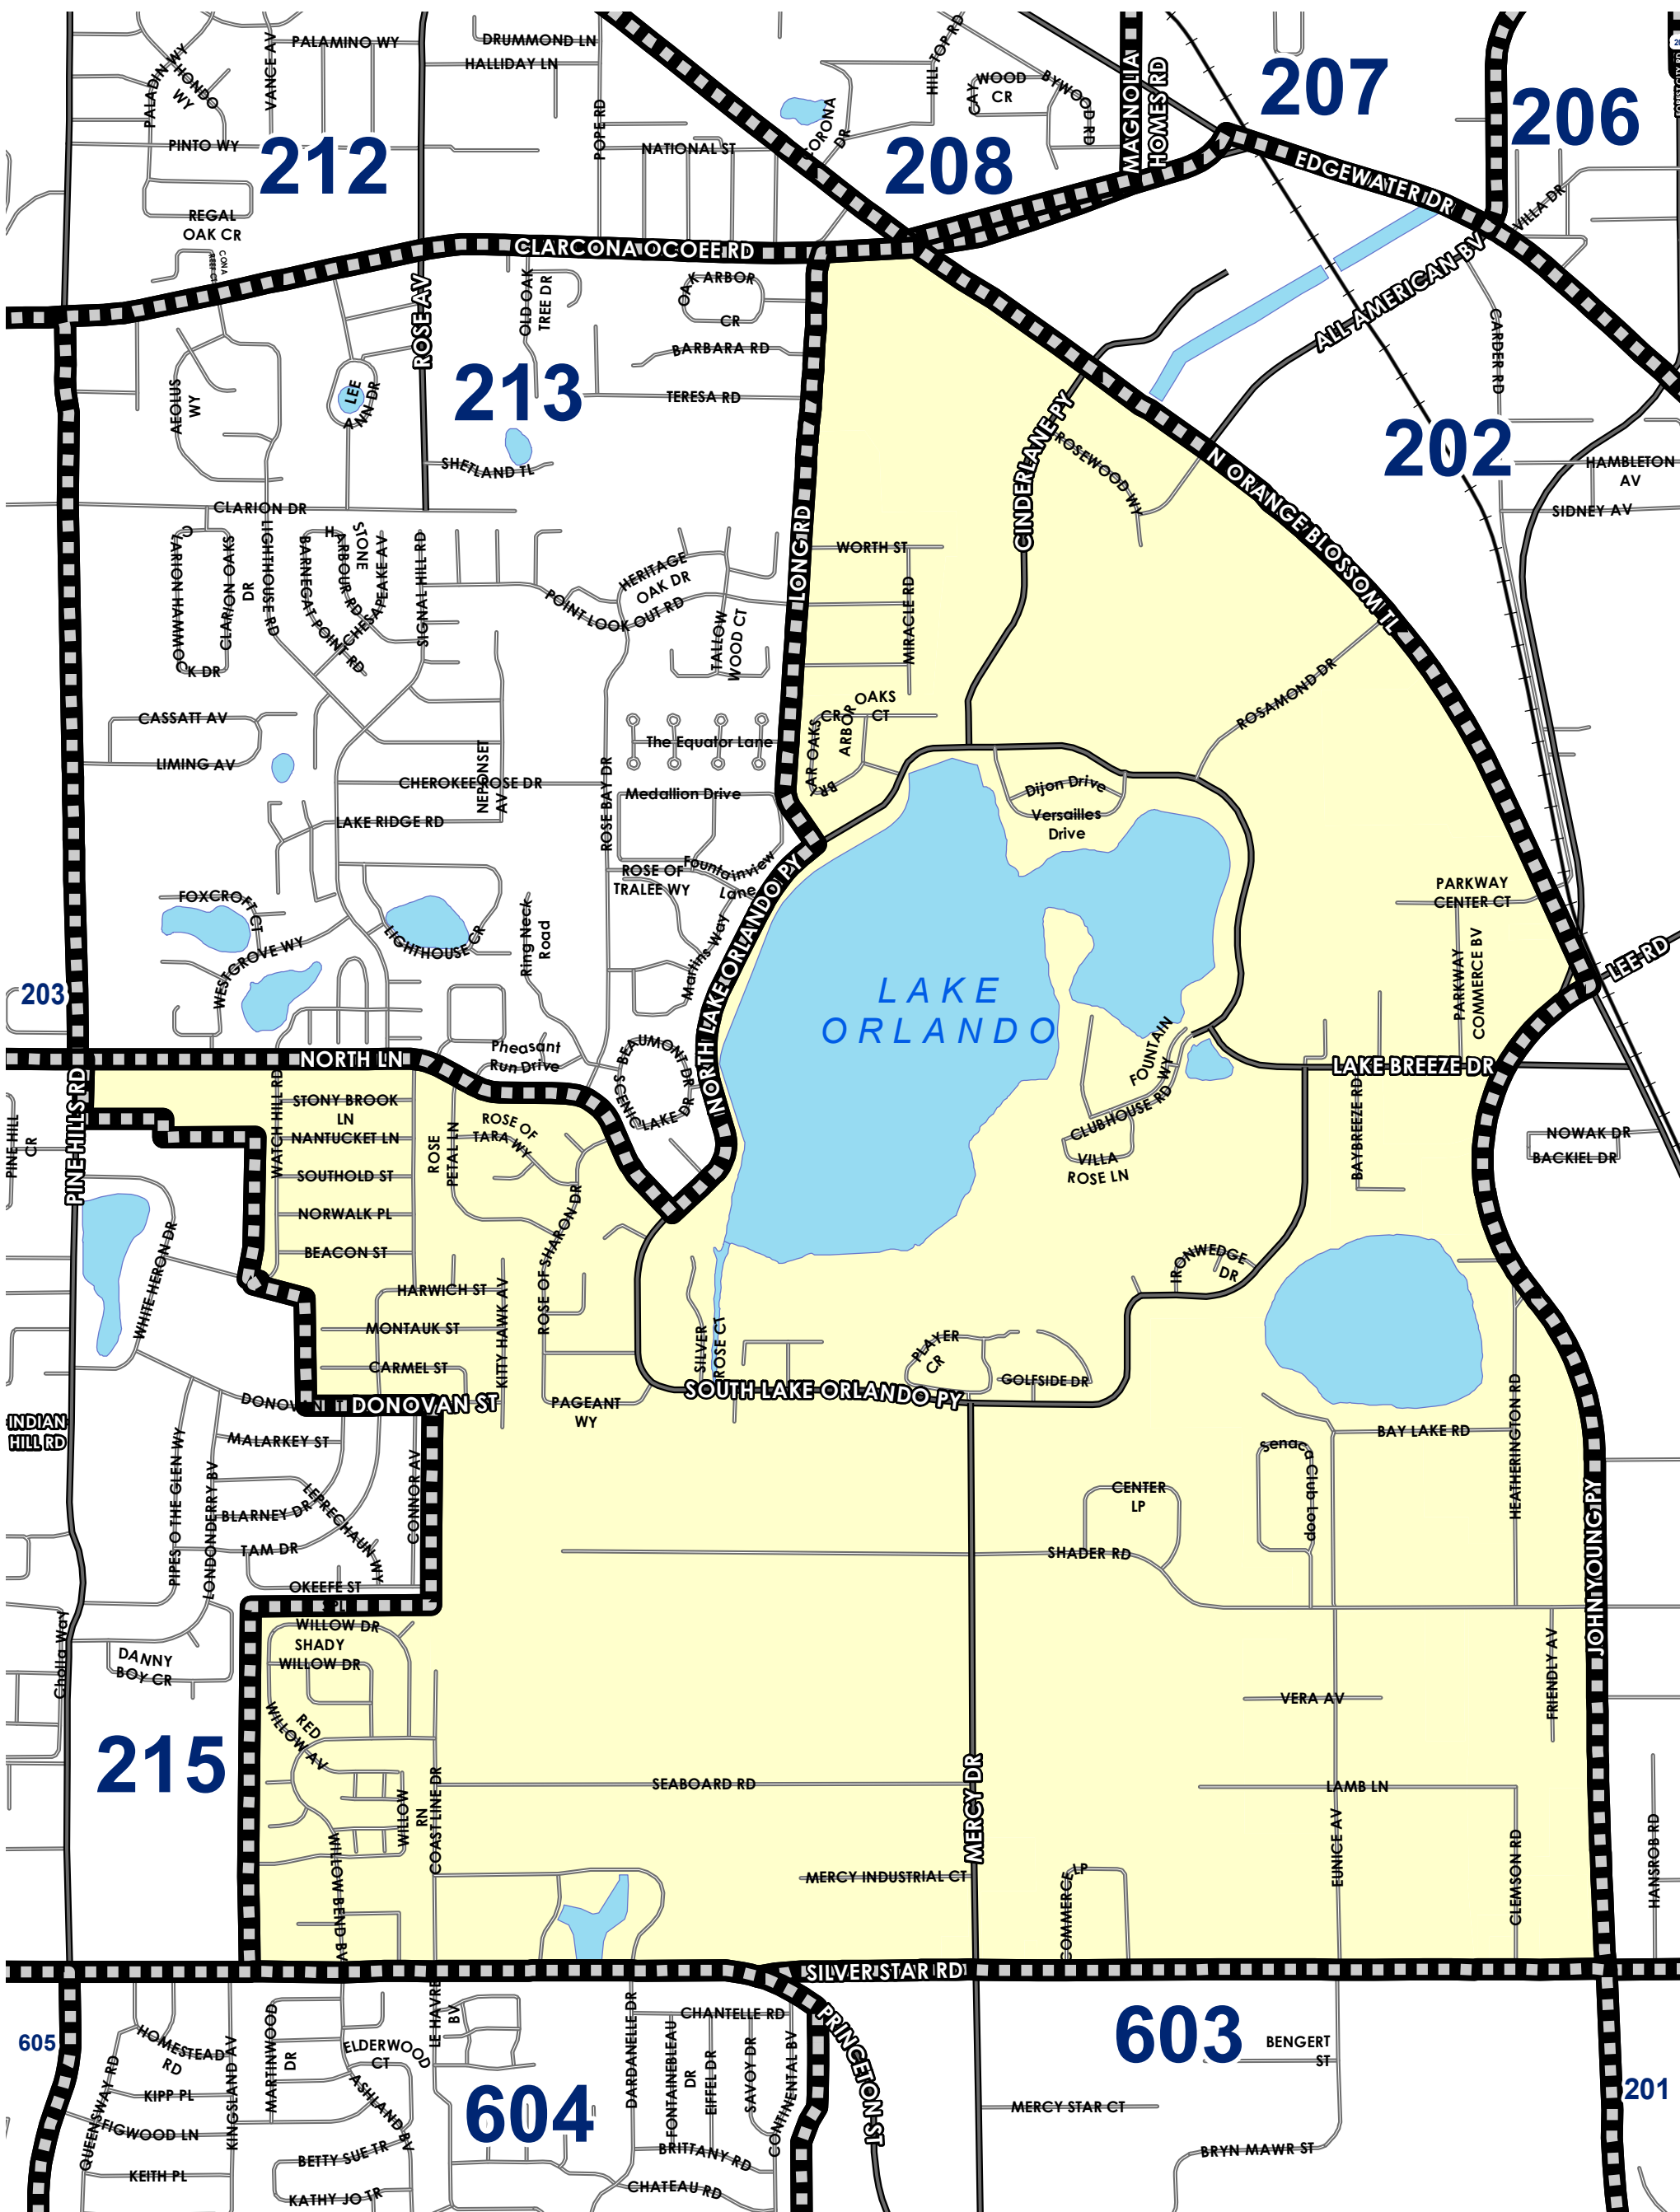 PALAMINO WY
DRUMMOND LN
HALLIDAY LN
HILL TOP RD
PALADIN WY
HONDO
WY
VANCE AV
WOOD
CR
CAY
BYWOOD RD
MAGNOLIA
HOMES RD
207
206
POPE RD
CORONA
DR
PINTO WY
212
NATIONAL ST
208
EDGEWATER DR
VILLA DR
REGAL
OAK CR
CLARCONA OCOEE RD
ALL AMERICAN BV
ROSE AV
OLD OAK
TREE DR
OAK ARBOR
CR
BARBARA RD
TERESA RD
CARDER RD
AEOLUS
WY
LEE
ANN DR
213
CINDERLANE PY
ROSEWOOD WY
N ORANGE BLOSSOM TL
202
HAMBLETON
AV
SIDNEY AV
SHETLAND TL
CLARION DR
CLARION HAMMOCK DR
CLARION OAKS
DR
LIGHTHOUSE RD
BARNEGAT POINT RD
HARBOUR RD
STONE
CHESAPEAKE AV
SIGNAL HILL RD
HERITAGE
OAK DR
POINT LOOK OUT RD
LONG RD
WORTH ST
MIRACLE RD
TALLOW
WOOD CT
ROSAMOND DR
CASSATT AV
LIMING AV
The Equator Lane
OAKS
CT
ARBOR
BRIAR OAKS CR
CHEROKEE ROSE DR
NEPONSET
AV
ROSE BAY DR
Medallion Drive
Dijon Drive
Versailles
Drive
LAKE RIDGE RD
ROSE OF
TRALEE WY
Fountainview
Lane
NORTH LAKE ORLANDO PY
PARKWAY
CENTER CT
FOXCROFT CT
WESTGROVE WY
LIGHTHOUSE CR
Ring Neck
Road
Martins Way
PARKWAY
COMMERCE BV
LEE RD
203
LAKE
ORLANDO
NORTH LN
Pheasant
Run Drive
BEAUMONT DR
SCENIC LAKE DR
FOUNTAIN
WY
LAKE BREEZE DR
PINE HILLS RD
PINE HILL
CR
WATCH HILL RD
STONY BROOK
LN
NANTUCKET LN
SOUTHOLD ST
NORWALK PL
BEACON ST
ROSE
PETAL LN
ROSE OF
TARA WY
CLUBHOUSE RD
VILLA
ROSE LN
BAYBREEZE RD
NOWAK DR
BACKIEL DR
WHITE HERON DR
HARWICH ST
MONTAUK ST
CARMEL ST
KITY HAWK AV
ROSE OF SHARON DR
IRONWEDGE
DR
SILVER
ROSE CT
PLAYER
CR
GOLFSIDE DR
SOUTH LAKE ORLANDO PY
DONOVAN ST
PAGEANT
WY
INDIAN
HILL RD
MALARKEY ST
PIPES O THE GLEN WY
LONDONDERRY BV
BLARNEY DR
LEPRECHAUN WY
CONNOR AV
TAM DR
OKEEFE ST
BAY LAKE RD
HEATHERINGTON RD
Senaca Club Loop
CENTER
LP
SHADER RD
JOHN YOUNG PY
Cholla Way
WILLOW DR
SHADY
WILLOW DR
DANNY
BOY CR
FRIENDLY AV
VERA AV
RED
WILLOW AV
215
SEABOARD RD
MERCY DR
LAMB LN
WILLOW
RN
COAST LINE DR
WILLOW BEND BV
EUNICE AV
CLEMSON RD
HANSROB RD
MERCY INDUSTRIAL CT
COMMERCE LP
SILVER STAR RD
605
HOMESTEAD
RD
QUEENSWAY RD
KIPP PL
FIGWOOD LN
KEITH PL
KINGSLAND AV
MARTINWOOD
DR
ELDERWOOD
CT
ASHLAND BV
BETTY SUE TR
KATHY JO TR
LE HAVRE
BV
604
DARDANELLE DR
CHANTELLE RD
FONTAINEBLEAU
DR
EIFFEL DR
SAVOY DR
CONTINENTAL BV
BRITTANY RD
CHATEAU RD
PRINCETON ST
603
BENGERT
ST
MERCY STAR CT
BRYN MAWR ST
201